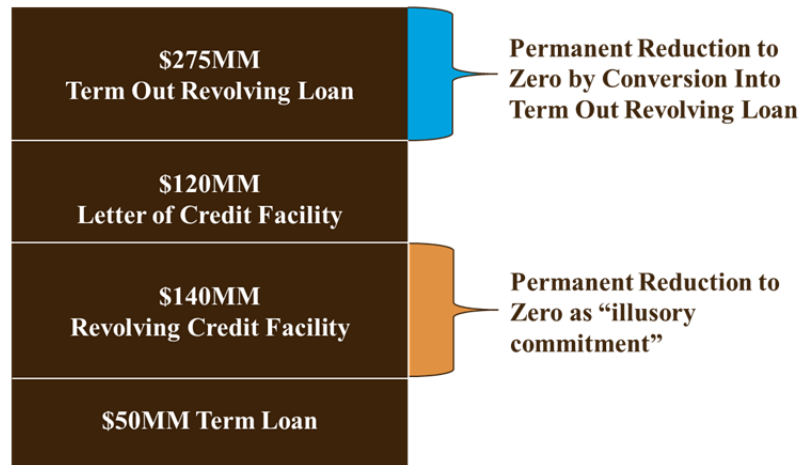 $275MM
Term Out Revolving Loan
Permanent Reduction to
Zero by Conversion Into
Term Out Revolving Loan
$120MM
Letter of Credit Facility
$140MM
Revolving Credit Facility
Permanent Reduction to
Zero as “illusory
commitment”
$50MM Term Loan